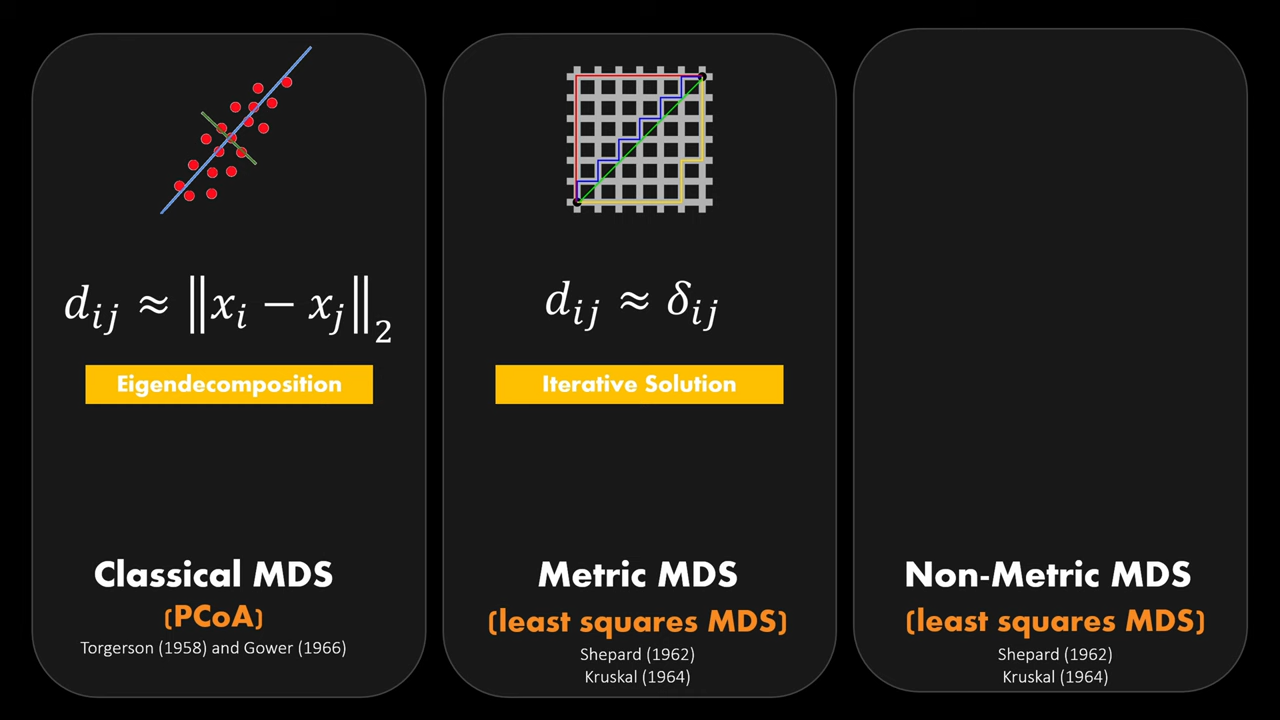 d_{ij} ≈ ‖x_i − x_j‖_2
Eigendecomposition
Classical MDS
(PCoA)
Torgerson (1958) and Gower (1966)
d_{ij} ≈ δ_{ij}
Iterative Solution
Metric MDS
(least squares MDS)
Shepard (1962)
Kruskal (1964)
Non-Metric MDS
(least squares MDS)
Shepard (1962)
Kruskal (1964)